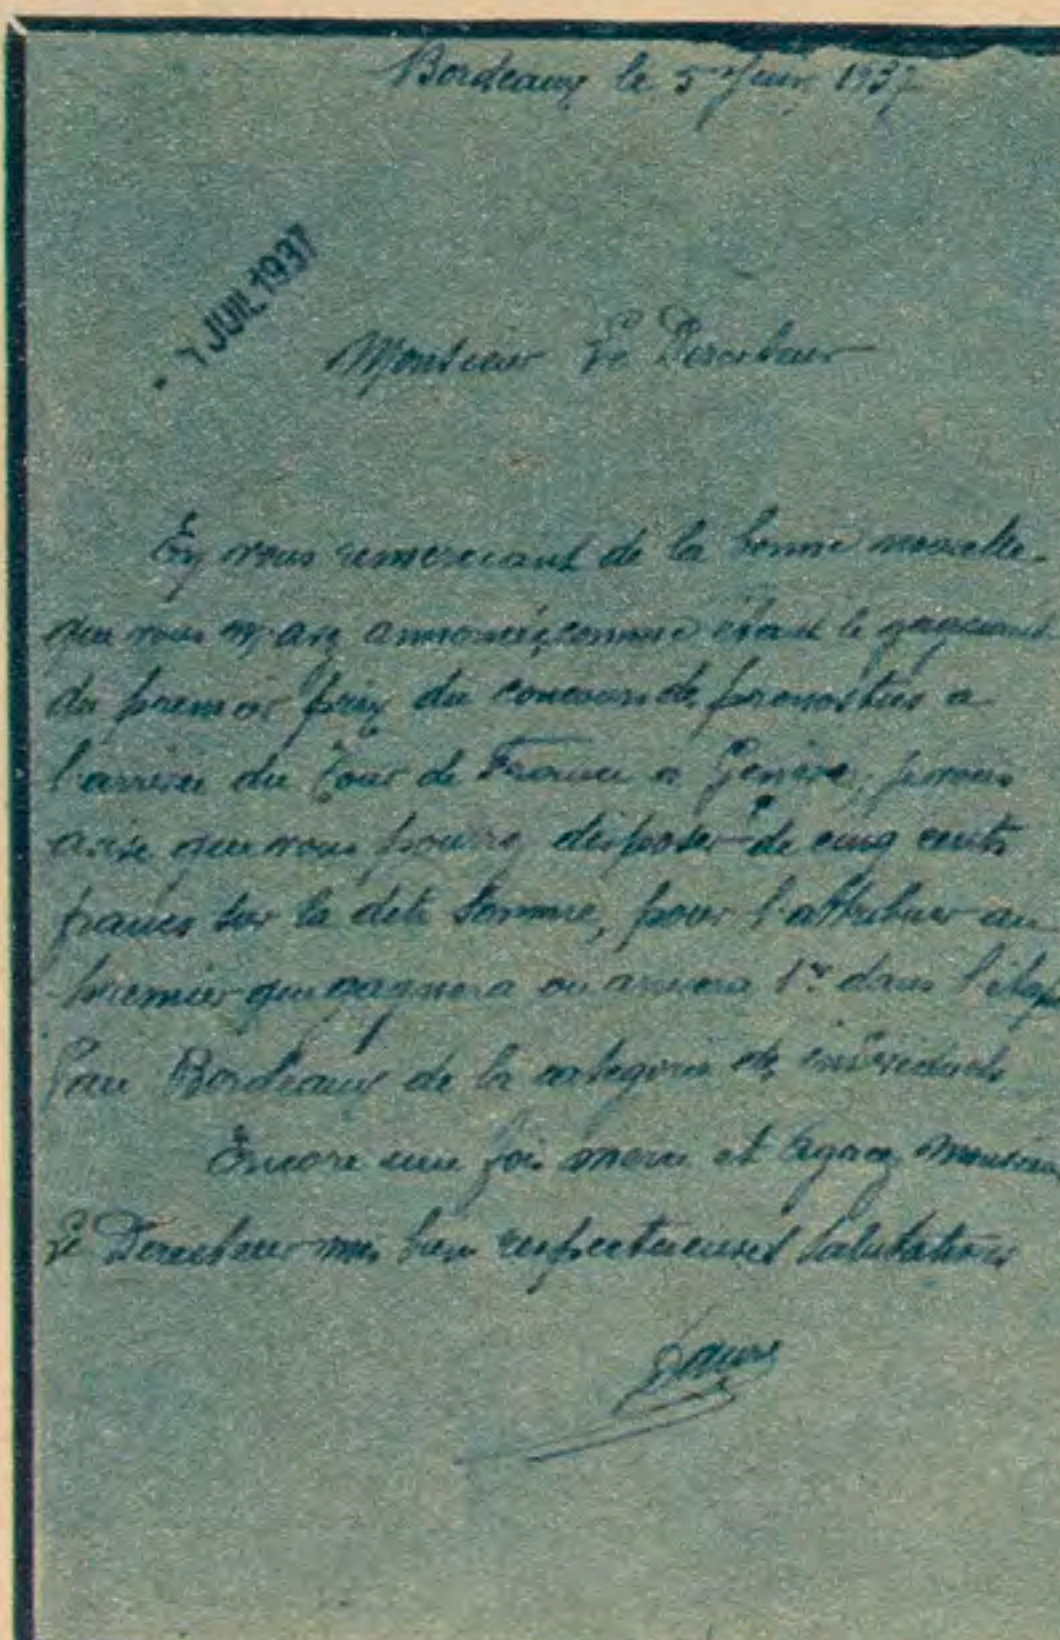 Bordeaux le 5 Juin 1937
7 JUIL 1937
Monsieur Le Directeur
En vous remerciant de la bonne nouvelle
que vous m'avez annoncée, comme étant le gagnant
du premier prix du concours de pronostics a
l'arrivée du Tour de France a Genève, je vous
avise que vous pouvez disposer de cinq cents
francs sur la dite somme, pour l'attribuer au
premier qui gagnera ou arrivera 1er dans l'étape
Pau Bordeaux de la catégorie des individuels
Encore une fois merci et agréez Monsieur
Le Directeur mes bien respectueuses salutations